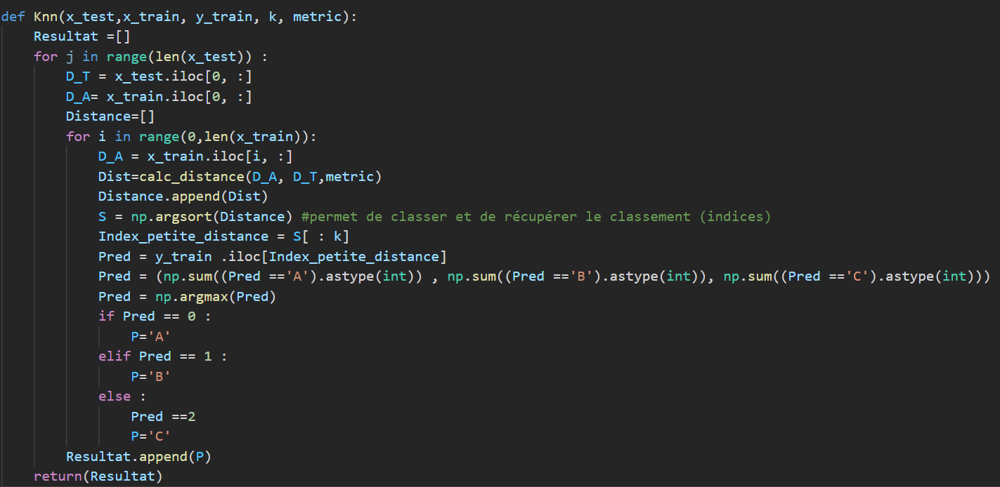 def Knn(x_test,x_train, y_train, k, metric):
    Resultat =[]
    for j in range(len(x_test)) :
        D_T = x_test.iloc[0, :]
        D_A= x_train.iloc[0, :]
        Distance=[]
        for i in range(0,len(x_train)):
            D_A = x_train.iloc[i, :]
            Dist=calc_distance(D_A, D_T,metric)
            Distance.append(Dist)
            S = np.argsort(Distance) #permet de classer et de récupérer le classement (indices)
            Index_petite_distance = S[ : k]
            Pred = y_train .iloc[Index_petite_distance]
            Pred = (np.sum((Pred =='A').astype(int)) , np.sum((Pred =='B').astype(int)), np.sum((Pred =='C').astype(int)))
            Pred = np.argmax(Pred)
            if Pred == 0 :
                P='A'
            elif Pred == 1 :
                P='B'
            else :
                Pred ==2
                P='C'
        Resultat.append(P)
    return(Resultat)